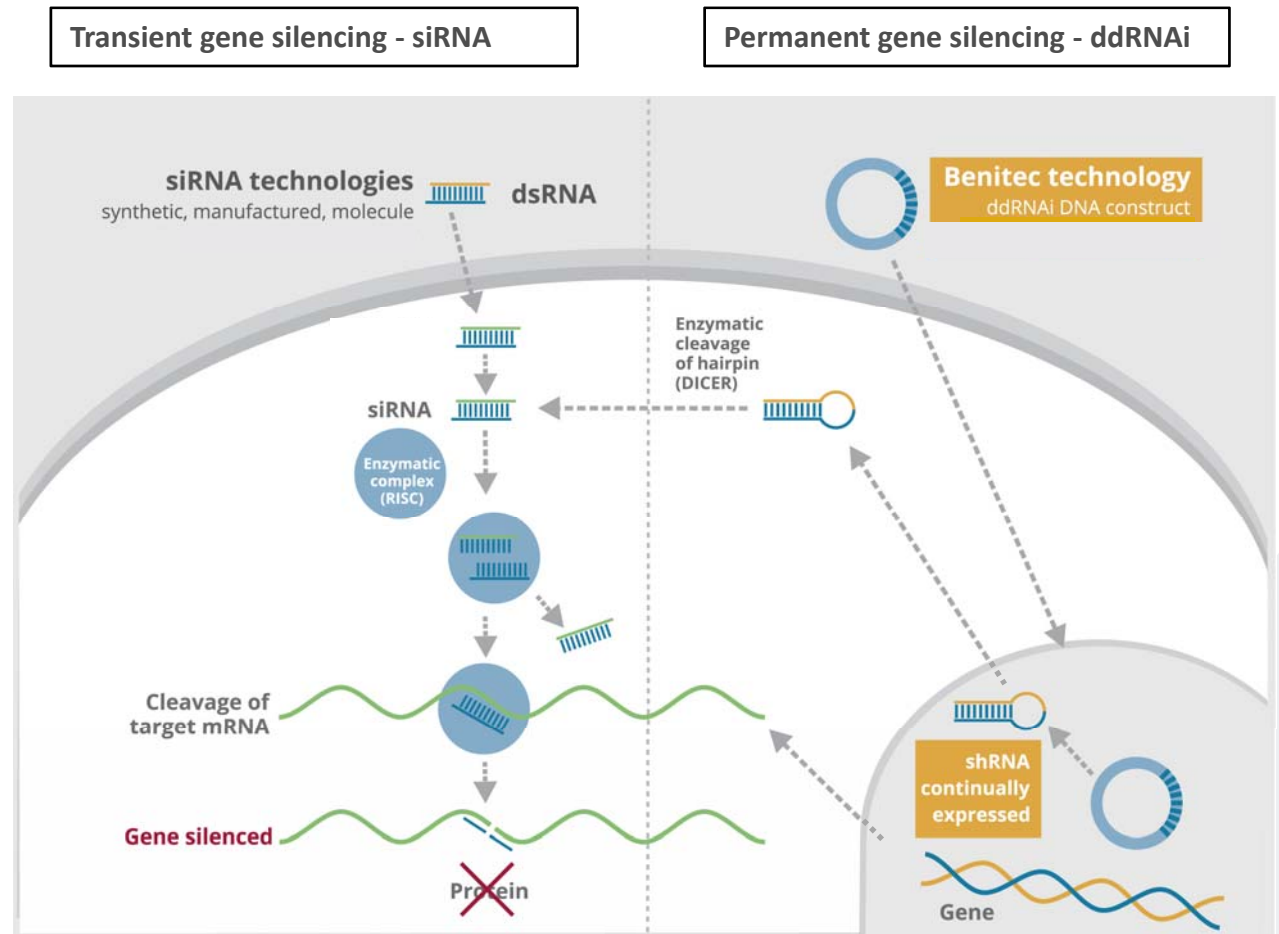 Transient gene silencing - siRNA
Permanent gene silencing - ddRNAi
siRNA technologies
synthetic, manufactured, molecule
dsRNA
Benitec technology
ddRNAi DNA construct
Enzymatic
cleavage
of hairpin
(DICER)
siRNA
Enzymatic
complex
(RISC)
Cleavage of
target mRNA
shRNA
continually
expressed
Gene silenced
Protein
Gene